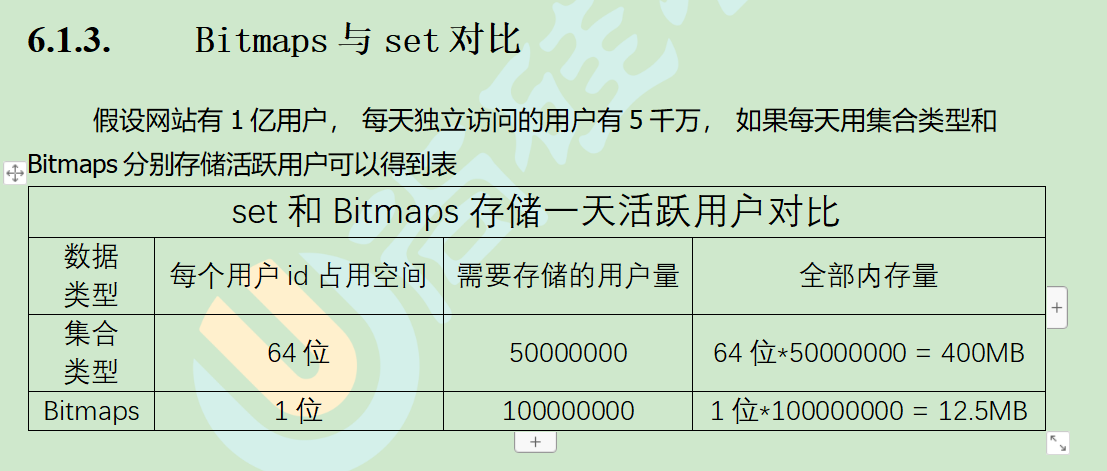 6.1.3. Bitmaps 与 set 对比
假设网站有 1 亿用户， 每天独立访问的用户有 5 千万， 如果每天用集合类型和
Bitmaps 分别存储活跃用户可以得到表
set 和 Bitmaps 存储一天活跃用户对比
数据
类型
每个用户 id 占用空间
需要存储的用户量
全部内存量
集合
类型
64 位
50000000
64 位*50000000 = 400MB
Bitmaps
1 位
100000000
1 位*100000000 = 12.5MB